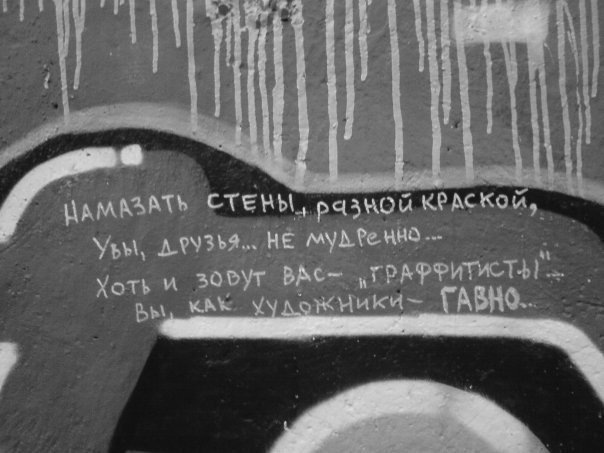 НАМАЗАТЬ СТЕНЫ, РАЗНОЙ КРАСКОЙ,
УВЫ, ДРУЗЬЯ... НЕ МУДРЕННО...
ХОТЬ И ЗОВУТ ВАС- „ГРАФФИТИСТЫ"-
ВЫ, КАК ХУДОЖНИКИ- ГАВНО...